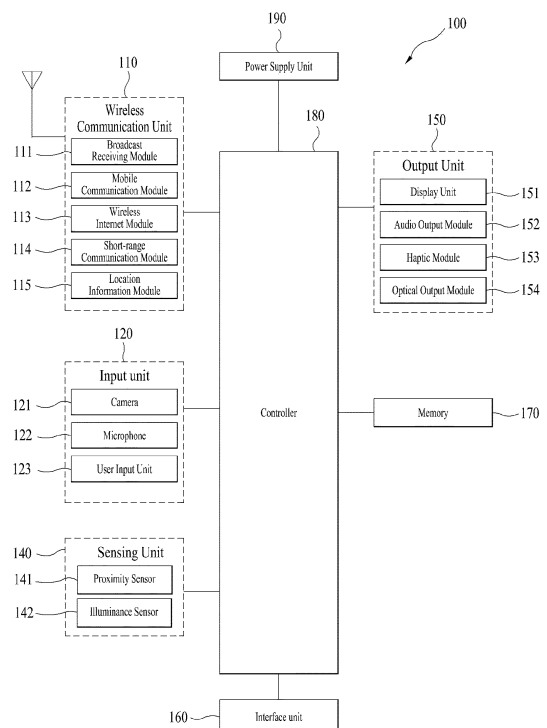 190
100
Power Supply Unit
110
Wireless
Communication Unit
111
Broadcast
Receiving Module
112
Mobile
Communication Module
113
Wireless
Internet Module
114
Short-range
Communication Module
115
Location
Information Module
180
Controller
150
Output Unit
Display Unit
151
Audio Output Module
152
Haptic Module
153
Optical Output Module
154
120
Input unit
121
Camera
122
Microphone
123
User Input Unit
Memory
170
140
Sensing Unit
141
Proximity Sensor
142
Illuminance Sensor
160
Interface unit